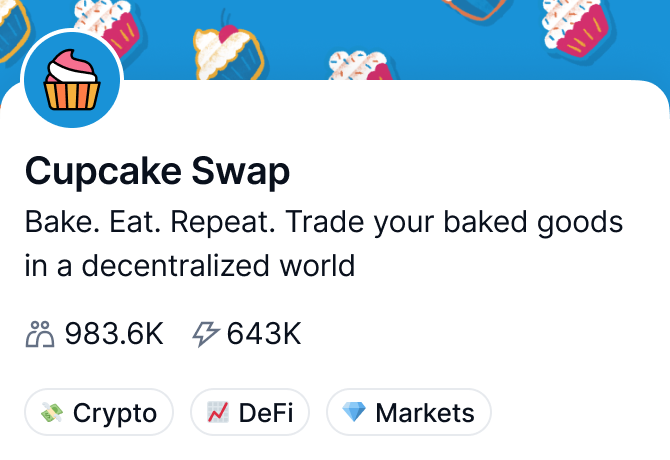 Cupcake Swap
Bake. Eat. Repeat. Trade your baked goods
in a decentralized world
983.6K 643K
Crypto DeFi Markets